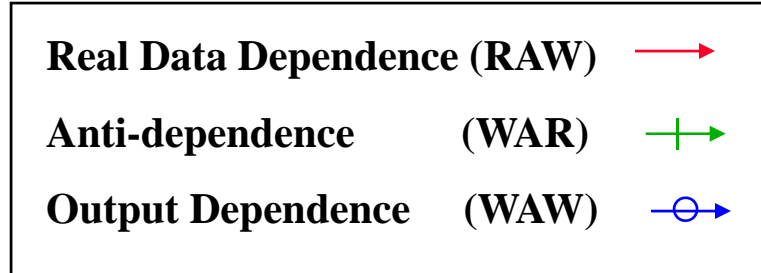 Real Data Dependence (RAW)
Anti-dependence (WAR)
Output Dependence (WAW)